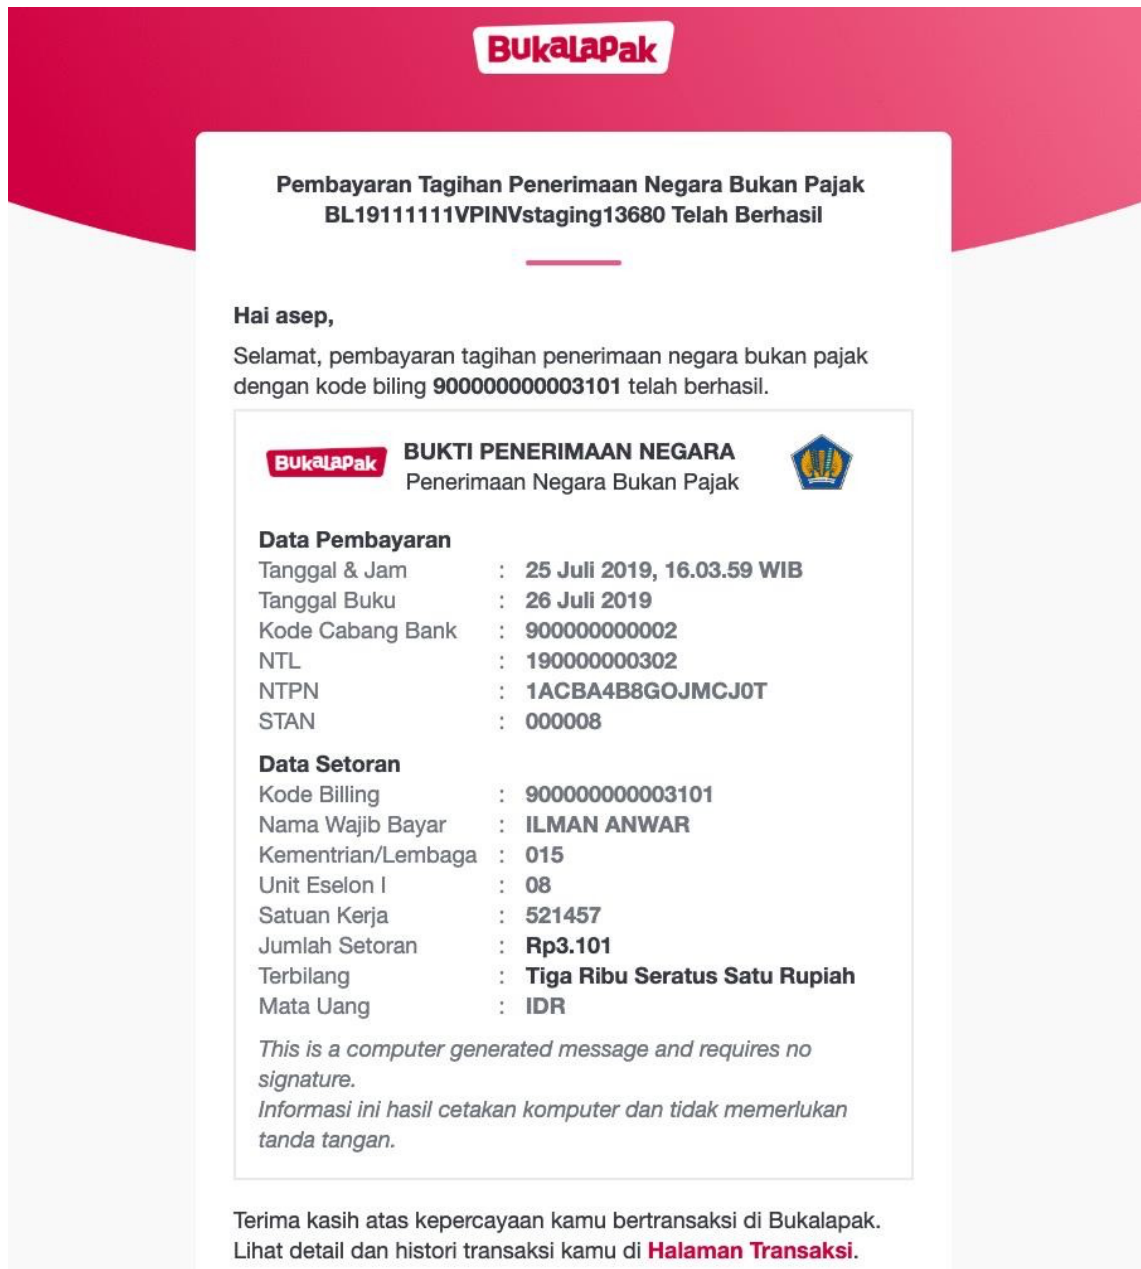 Bukalapak
Pembayaran Tagihan Penerimaan Negara Bukan Pajak
BL19111111VPINVstaging13680 Telah Berhasil
Hai asep,
Selamat, pembayaran tagihan penerimaan negara bukan pajak
dengan kode biling 900000000003101 telah berhasil.
Bukalapak BUKTI PENERIMAAN NEGARA
Penerimaan Negara Bukan Pajak
Data Pembayaran
Tanggal & Jam : 25 Juli 2019, 16.03.59 WIB
Tanggal Buku : 26 Juli 2019
Kode Cabang Bank : 900000000002
NTL : 190000000302
NTPN : 1ACBA4B8GOJMCJ0T
STAN : 000008
Data Setoran
Kode Billing : 900000000003101
Nama Wajib Bayar : ILMAN ANWAR
Kementrian/Lembaga : 015
Unit Eselon I : 08
Satuan Kerja : 521457
Jumlah Setoran : Rp3.101
Terbilang : Tiga Ribu Seratus Satu Rupiah
Mata Uang : IDR
This is a computer generated message and requires no
signature.
Informasi ini hasil cetakan komputer dan tidak memerlukan
tanda tangan.
Terima kasih atas kepercayaan kamu bertransaksi di Bukalapak.
Lihat detail dan histori transaksi kamu di Halaman Transaksi.